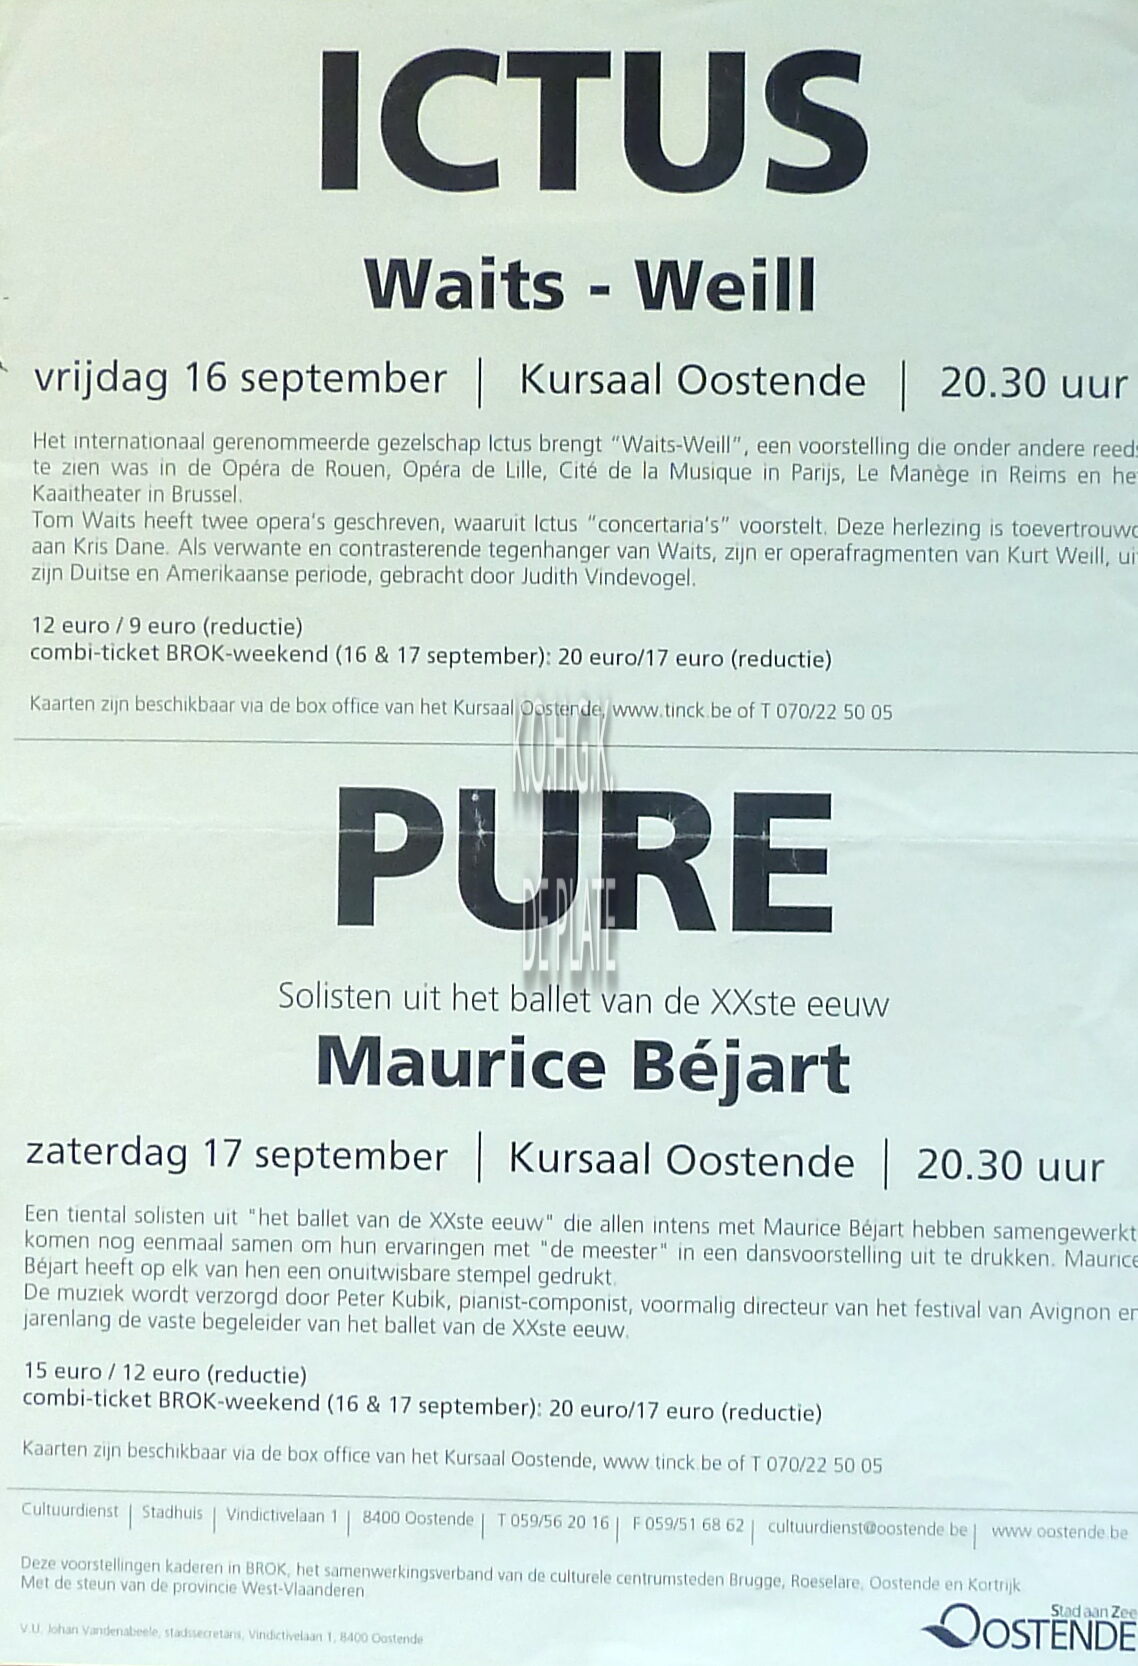 ICTUS
Waits - Weill
vrijdag 16 september | Kursaal Oostende | 20.30 uur
Het internationaal gerenommeerde gezelschap Ictus brengt "Waits-Weill", een voorstelling die onder andere reeds
te zien was in de Opéra de Rouen, Opéra de Lille, Cité de la Musique in Parijs, Le Manège in Reims en he
Kaaitheater in Brussel.
Tom Waits heeft twee opera's geschreven, waaruit Ictus "concertaria's" voorstelt. Deze herlezing is toevertrouwd
aan Kris Dane. Als verwante en contrasterende tegenhanger van Waits, zijn er operafragmenten van Kurt Weill, ui
zijn Duitse en Amerikaanse periode, gebracht door Judith Vindevogel.
12 euro / 9 euro (reductie)
combi-ticket BROK-weekend (16 & 17 september): 20 euro/17 euro (reductie)
Kaarten zijn beschikbaar via de box office van het Kursaal Oostende, www.tinck.be of T 070/22 50 05
K.O.H.G.K.
PURE
DE PLATE
Solisten uit het ballet van de XXste eeuw
Maurice Béjart
zaterdag 17 september | Kursaal Oostende | 20.30 uur
Een tiental solisten uit "het ballet van de XXste eeuw" die allen intens met Maurice Béjart hebben samengewerkt
komen nog eenmaal samen om hun ervaringen met "de meester" in een dansvoorstelling uit te drukken. Maurice
Béjart heeft op elk van hen een onuitwisbare stempel gedrukt.
De muziek wordt verzorgd door Peter Kubik, pianist-componist, voormalig directeur van het festival van Avignon en
jarenlang de vaste begeleider van het ballet van de XXste eeuw.
15 euro / 12 euro (reductie)
combi-ticket BROK-weekend (16 & 17 september): 20 euro/17 euro (reductie)
Kaarten zijn beschikbaar via de box office van het Kursaal Oostende, www.tinck.be of T 070/22 50 05
Cultuurdienst | Stadhuis | Vindictivelaan 1 | 8400 Oostende | T 059/56 20 16 | F 059/51 68 62 | cultuurdienst@oostende.be | www.oostende.be
Deze voorstellingen kaderen in BROK, het samenwerkingsverband van de culturele centrumsteden Brugge, Roeselare, Oostende en Kortrijk
Met de steun van de provincie West-Vlaanderen
V.U. Johan Vandenabeele, stadssecretaris, Vindictivelaan 1, 8400 Oostende
Stad aan Zee
OOSTENDE